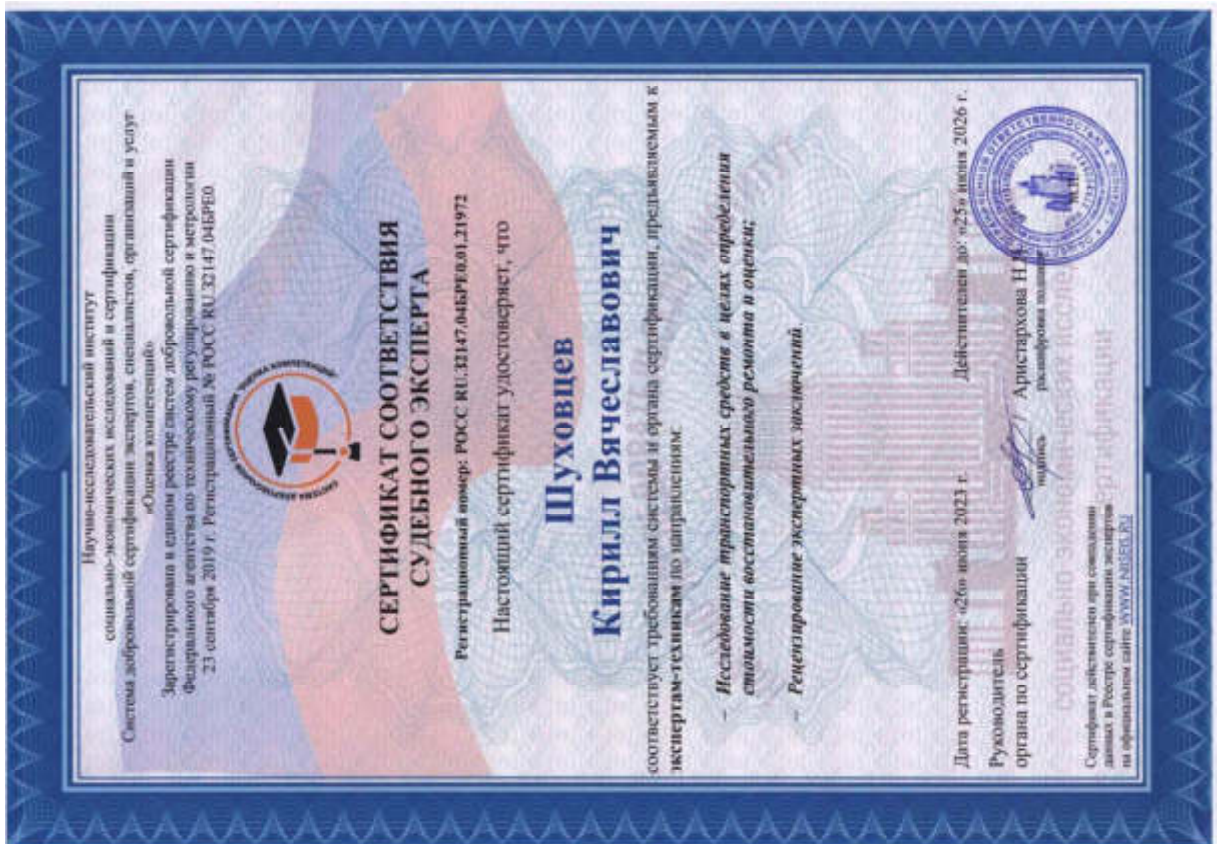 Научно-исследовательский институт
социально-экономических исследований и сертификации
Система добровольной сертификации экспертов, специалистов, организаций и услуг
«Оценка компетенций»
Зарегистрирована в едином реестре систем добровольной сертификации
Федерального агентства по техническому регулированию и метрологии
23 сентября 2019 г. Регистрационный № РОСС RU.32147.04БРЕ0
СЕРТИФИКАТ СООТВЕТСТВИЯ
СУДЕБНОГО ЭКСПЕРТА
Регистрационный номер: РОСС RU.32147.04БРЕ0.01.21972
Настоящий сертификат удостоверяет, что
Шуховцев
Кирилл Вячеславович
соответствует требованиям системы и органа сертификации, предъявляемым к
экспертам-техникам по направлениям:
- Исследование транспортных средств в целях определения
стоимости восстановительного ремонта и оценки;
- Рецензирование экспертных заключений.
Дата регистрации: «26» июня 2023 г. Действителен до: «25» июня 2026 г.
Руководитель
органа по сертификации / Аристархова Н.А.
подпись расшифровка подписи
Сертификат действителен при совпадении
данных в Реестре сертификации экспертов
на официальном сайте WWW.NIISEIS.RU